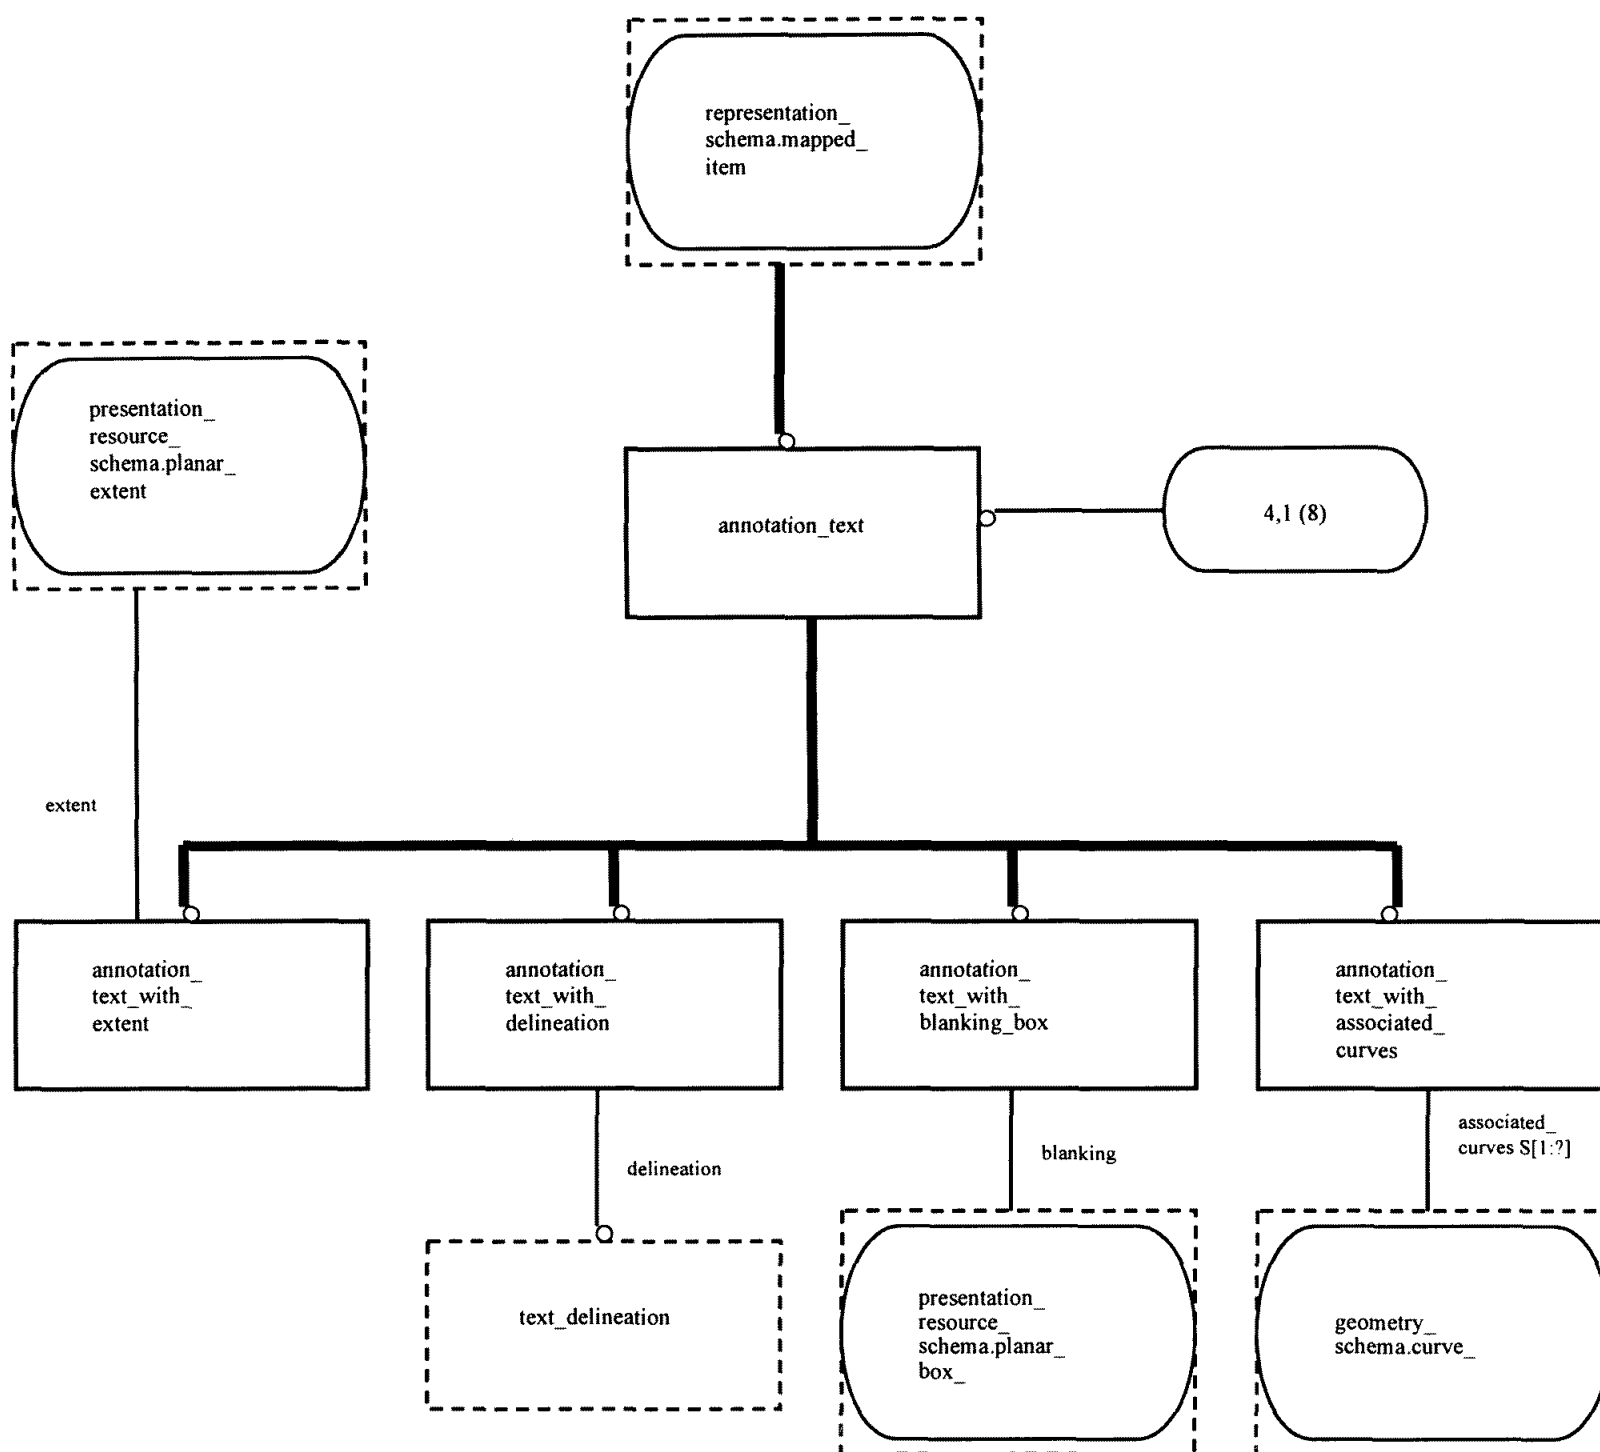 representation_
schema.mapped_
item
presentation_
resource_
schema.planar_
extent
annotation_text
4,1 (8)
extent
annotation_
text_with_
extent
annotation_
text_with_
delineation
annotation_
text_with_
blanking_box
annotation_
text_with_
associated_
curves
delineation
blanking
associated_
curves S[1:?]
text_delineation
presentation_
resource_
schema.planar_
box_
geometry_
schema.curve_